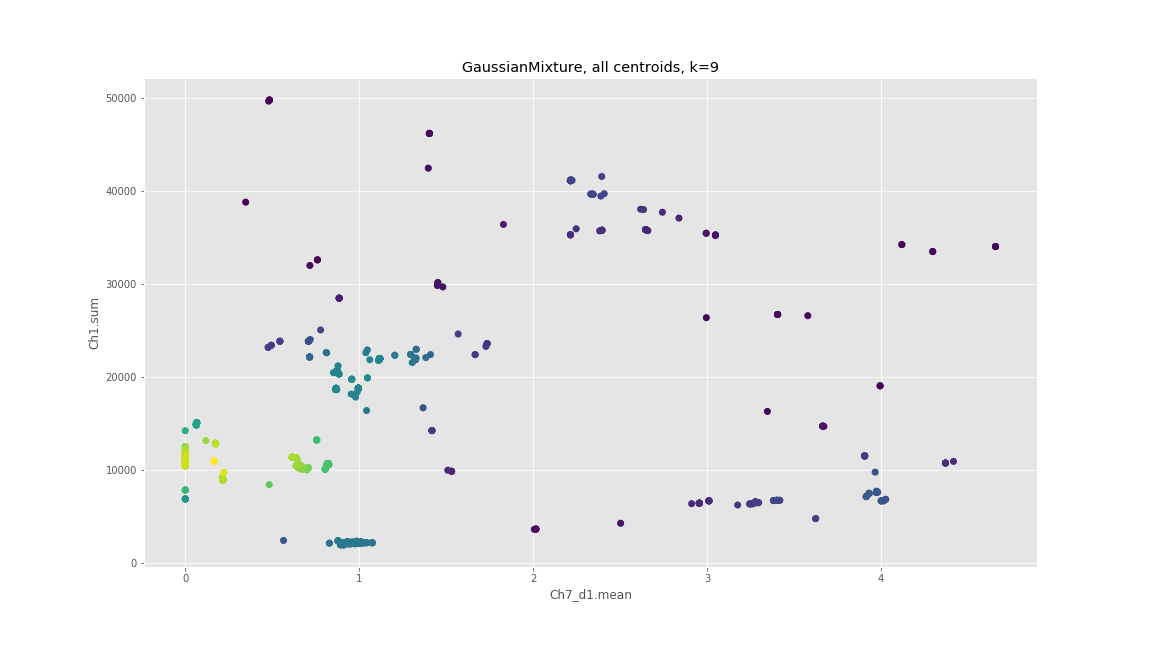 GaussianMixture, all centroids, k=9
50000
40000
30000
20000
10000
0
Ch1.sum
0 1 2 3 4
Ch7_d1.mean